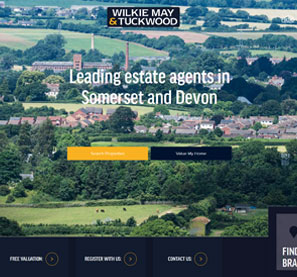 WILKIE MAY
& TUCKWOOD
Leading estate agents in
Somerset and Devon
Search Properties
Value My Home
FIND
BRA
FREE VALUATION
REGISTER WITH US
CONTACT US